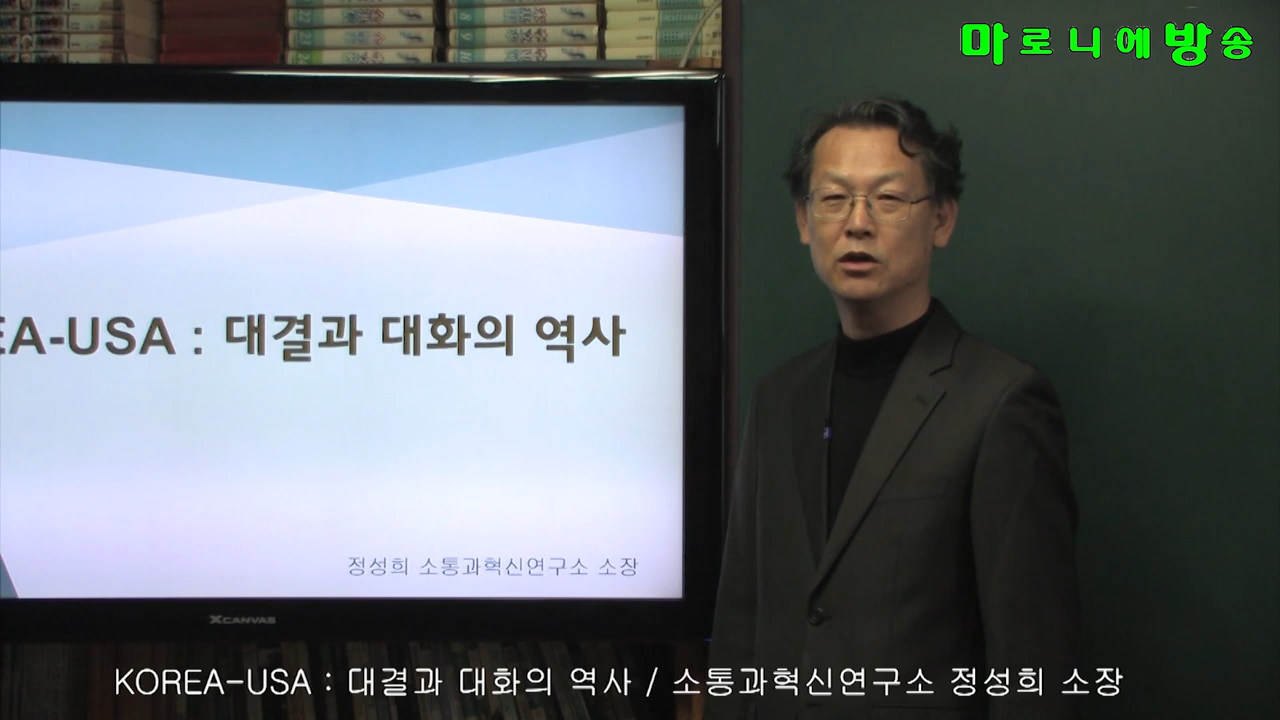 마로니에방송
EA-USA : 대결과 대화의 역사
정성희 소통과혁신연구소 소장
XCANVAS
KOREA-USA : 대결과 대화의 역사 / 소통과혁신연구소 정성희 소장